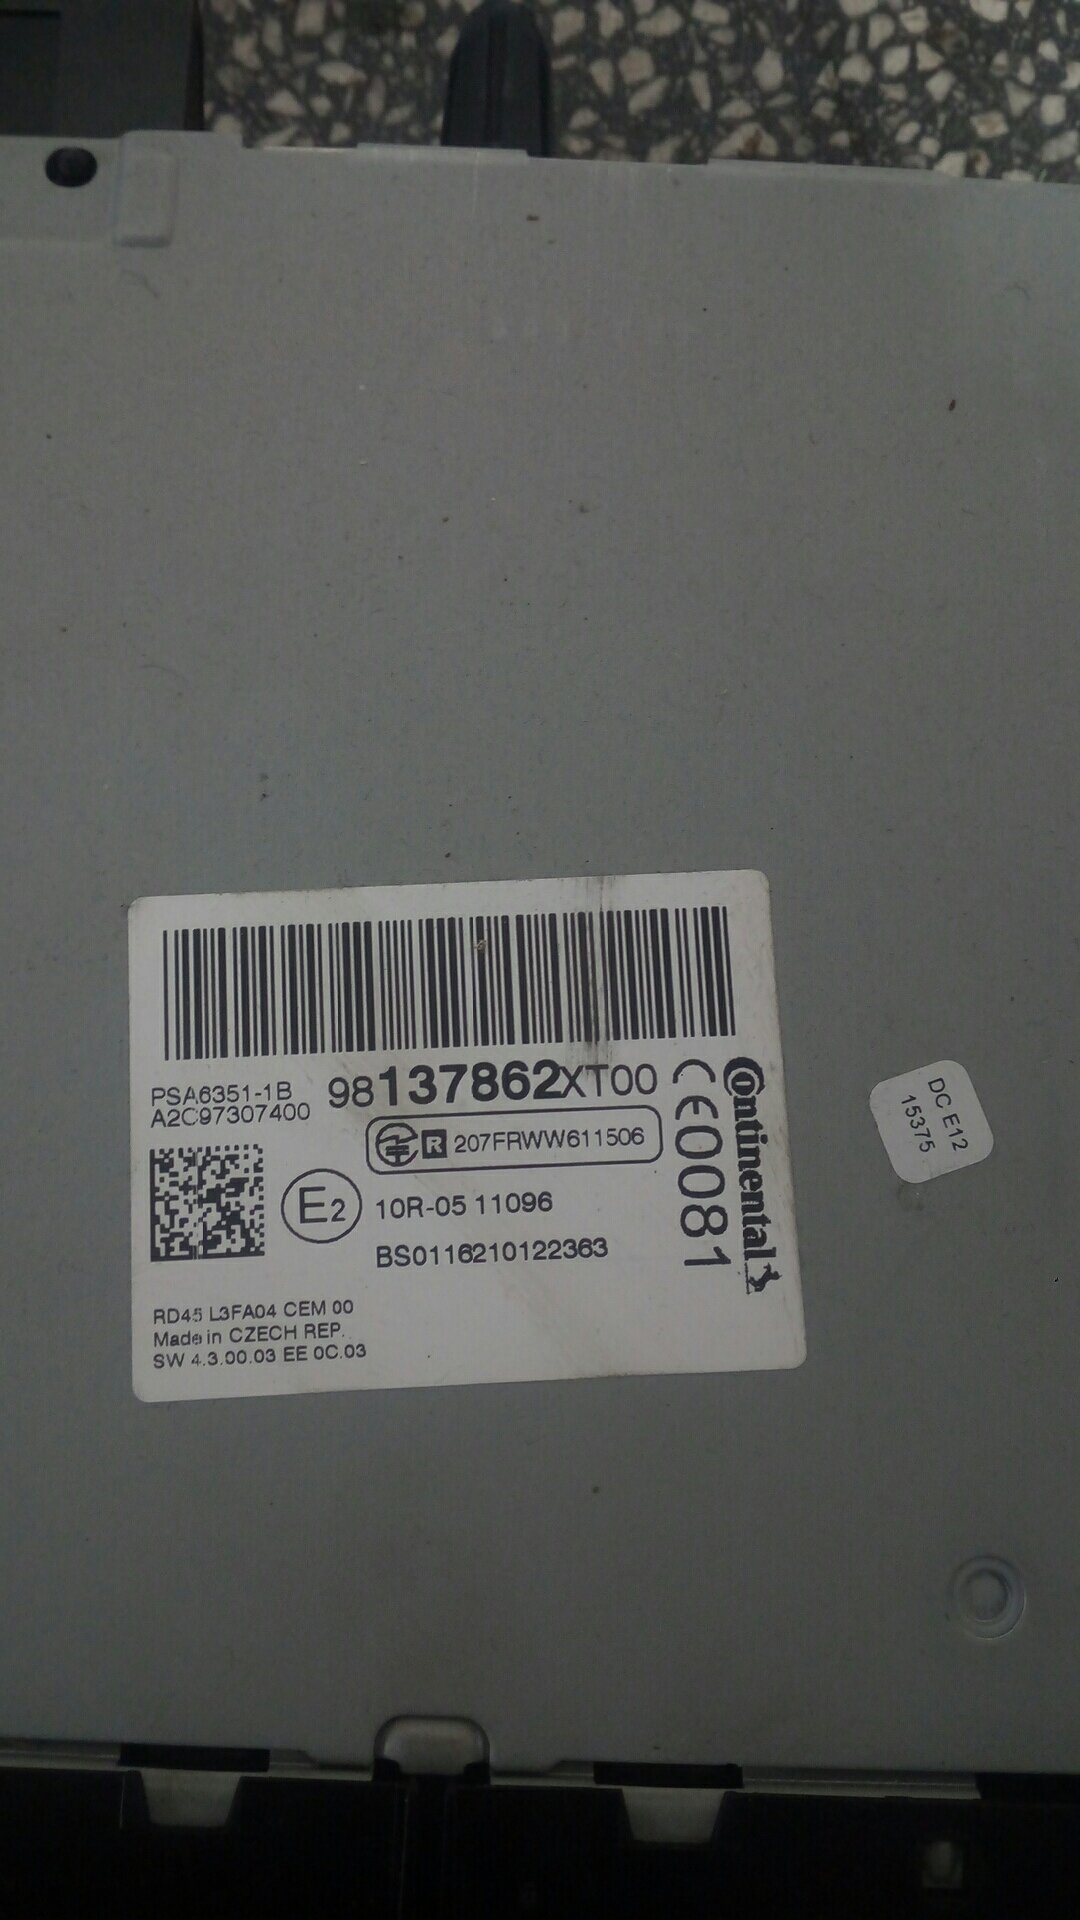 PSA6351-1B
A2C97307400
98137862XT00
R 207FRWW611506
E2
10R-05 11096
BS0116210122363
CE0081
Continental
RD45 L3FA04 CEM 00
Made in CZECH REP.
SW 4.3.00.03 EE 0C.03
DC E12
15375